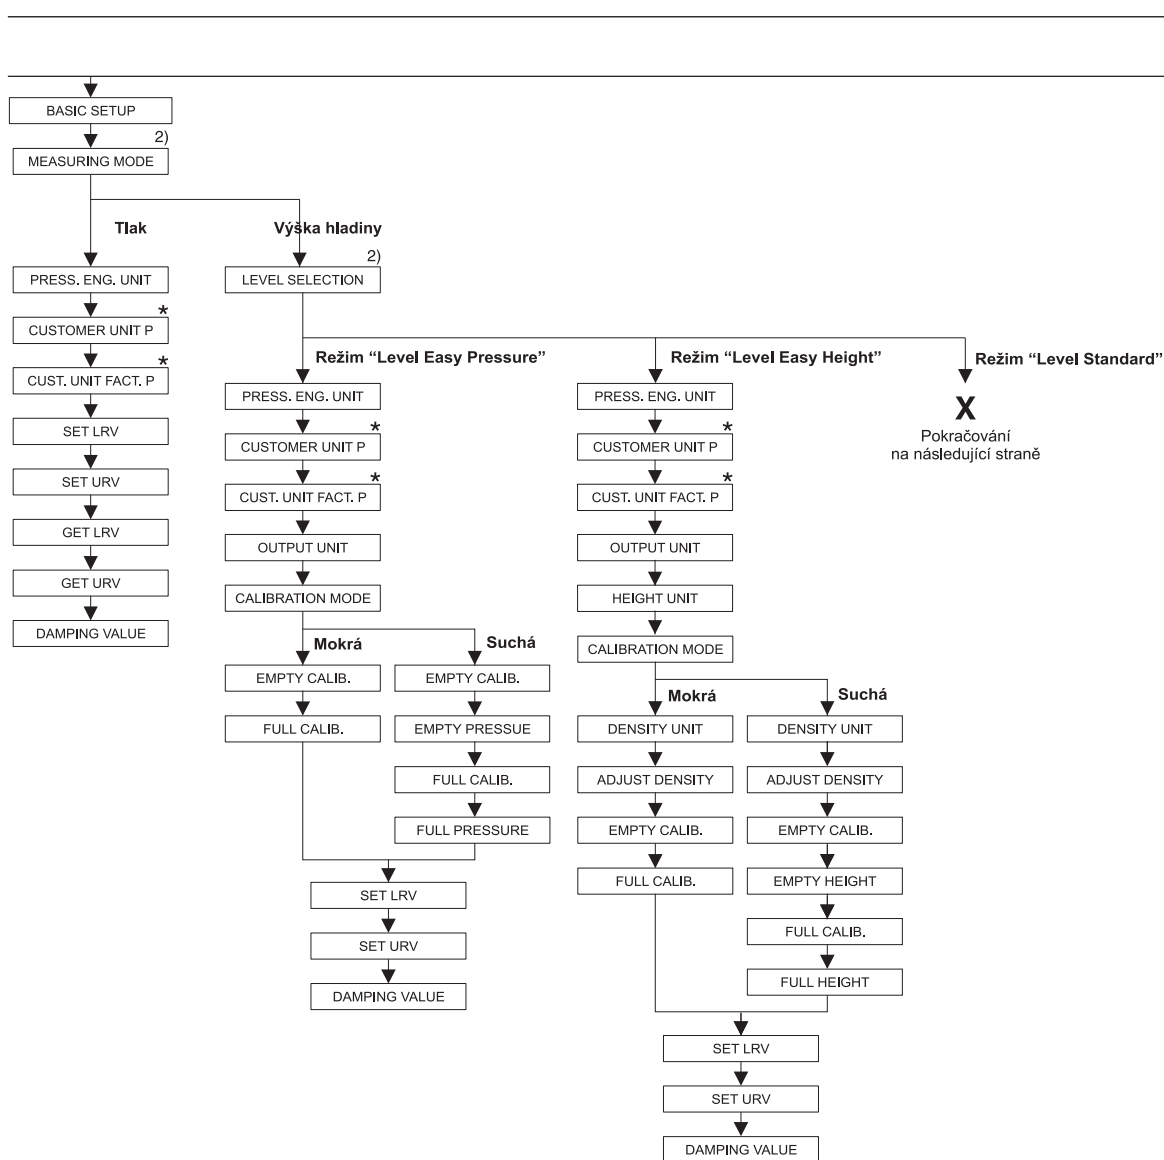 BASIC SETUP
2)
MEASURING MODE
Tlak
Výška hladiny
2)
PRESS. ENG. UNIT
*
CUSTOMER UNIT P
*
CUST. UNIT FACT. P
SET LRV
SET URV
GET LRV
GET URV
DAMPING VALUE
LEVEL SELECTION
Režim “Level Easy Pressure”
PRESS. ENG. UNIT
*
CUSTOMER UNIT P
*
CUST. UNIT FACT. P
OUTPUT UNIT
CALIBRATION MODE
Mokrá
EMPTY CALIB.
FULL CALIB.
Suchá
EMPTY CALIB.
EMPTY PRESSUE
FULL CALIB.
FULL PRESSURE
SET LRV
SET URV
DAMPING VALUE
Režim “Level Easy Height”
PRESS. ENG. UNIT
*
CUSTOMER UNIT P
*
CUST. UNIT FACT. P
OUTPUT UNIT
HEIGHT UNIT
CALIBRATION MODE
Mokrá
DENSITY UNIT
ADJUST DENSITY
EMPTY CALIB.
FULL CALIB.
Suchá
DENSITY UNIT
ADJUST DENSITY
EMPTY CALIB.
EMPTY HEIGHT
FULL CALIB.
FULL HEIGHT
SET LRV
SET URV
DAMPING VALUE
Režim “Level Standard”
X
Pokračování
na následující straně